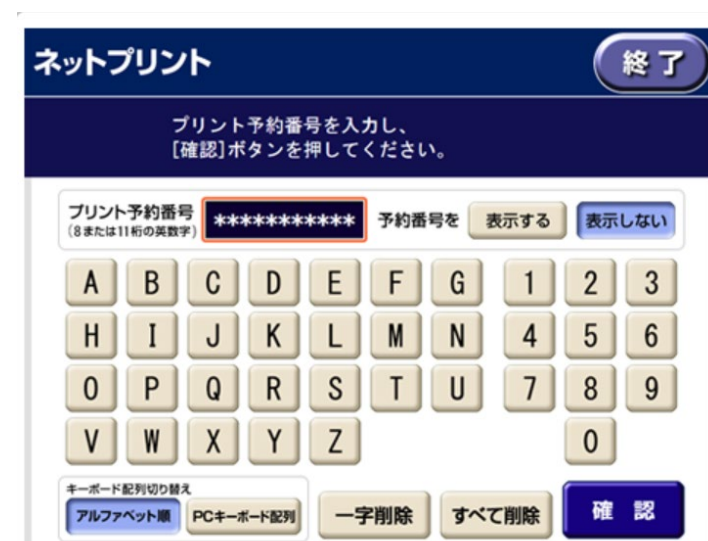 ネットプリント
終了
プリント予約番号を入力し、
[確認]ボタンを押してください。
プリント予約番号
(8または11桁の英数字)
***********
予約番号を
表示する
表示しない
A B C D E F G 1 2 3
H I J K L M N 4 5 6
O P Q R S T U 7 8 9
V W X Y Z 0
キーボード配列切り替え
アルファベット順
PCキーボード配列
一字削除
すべて削除
確認